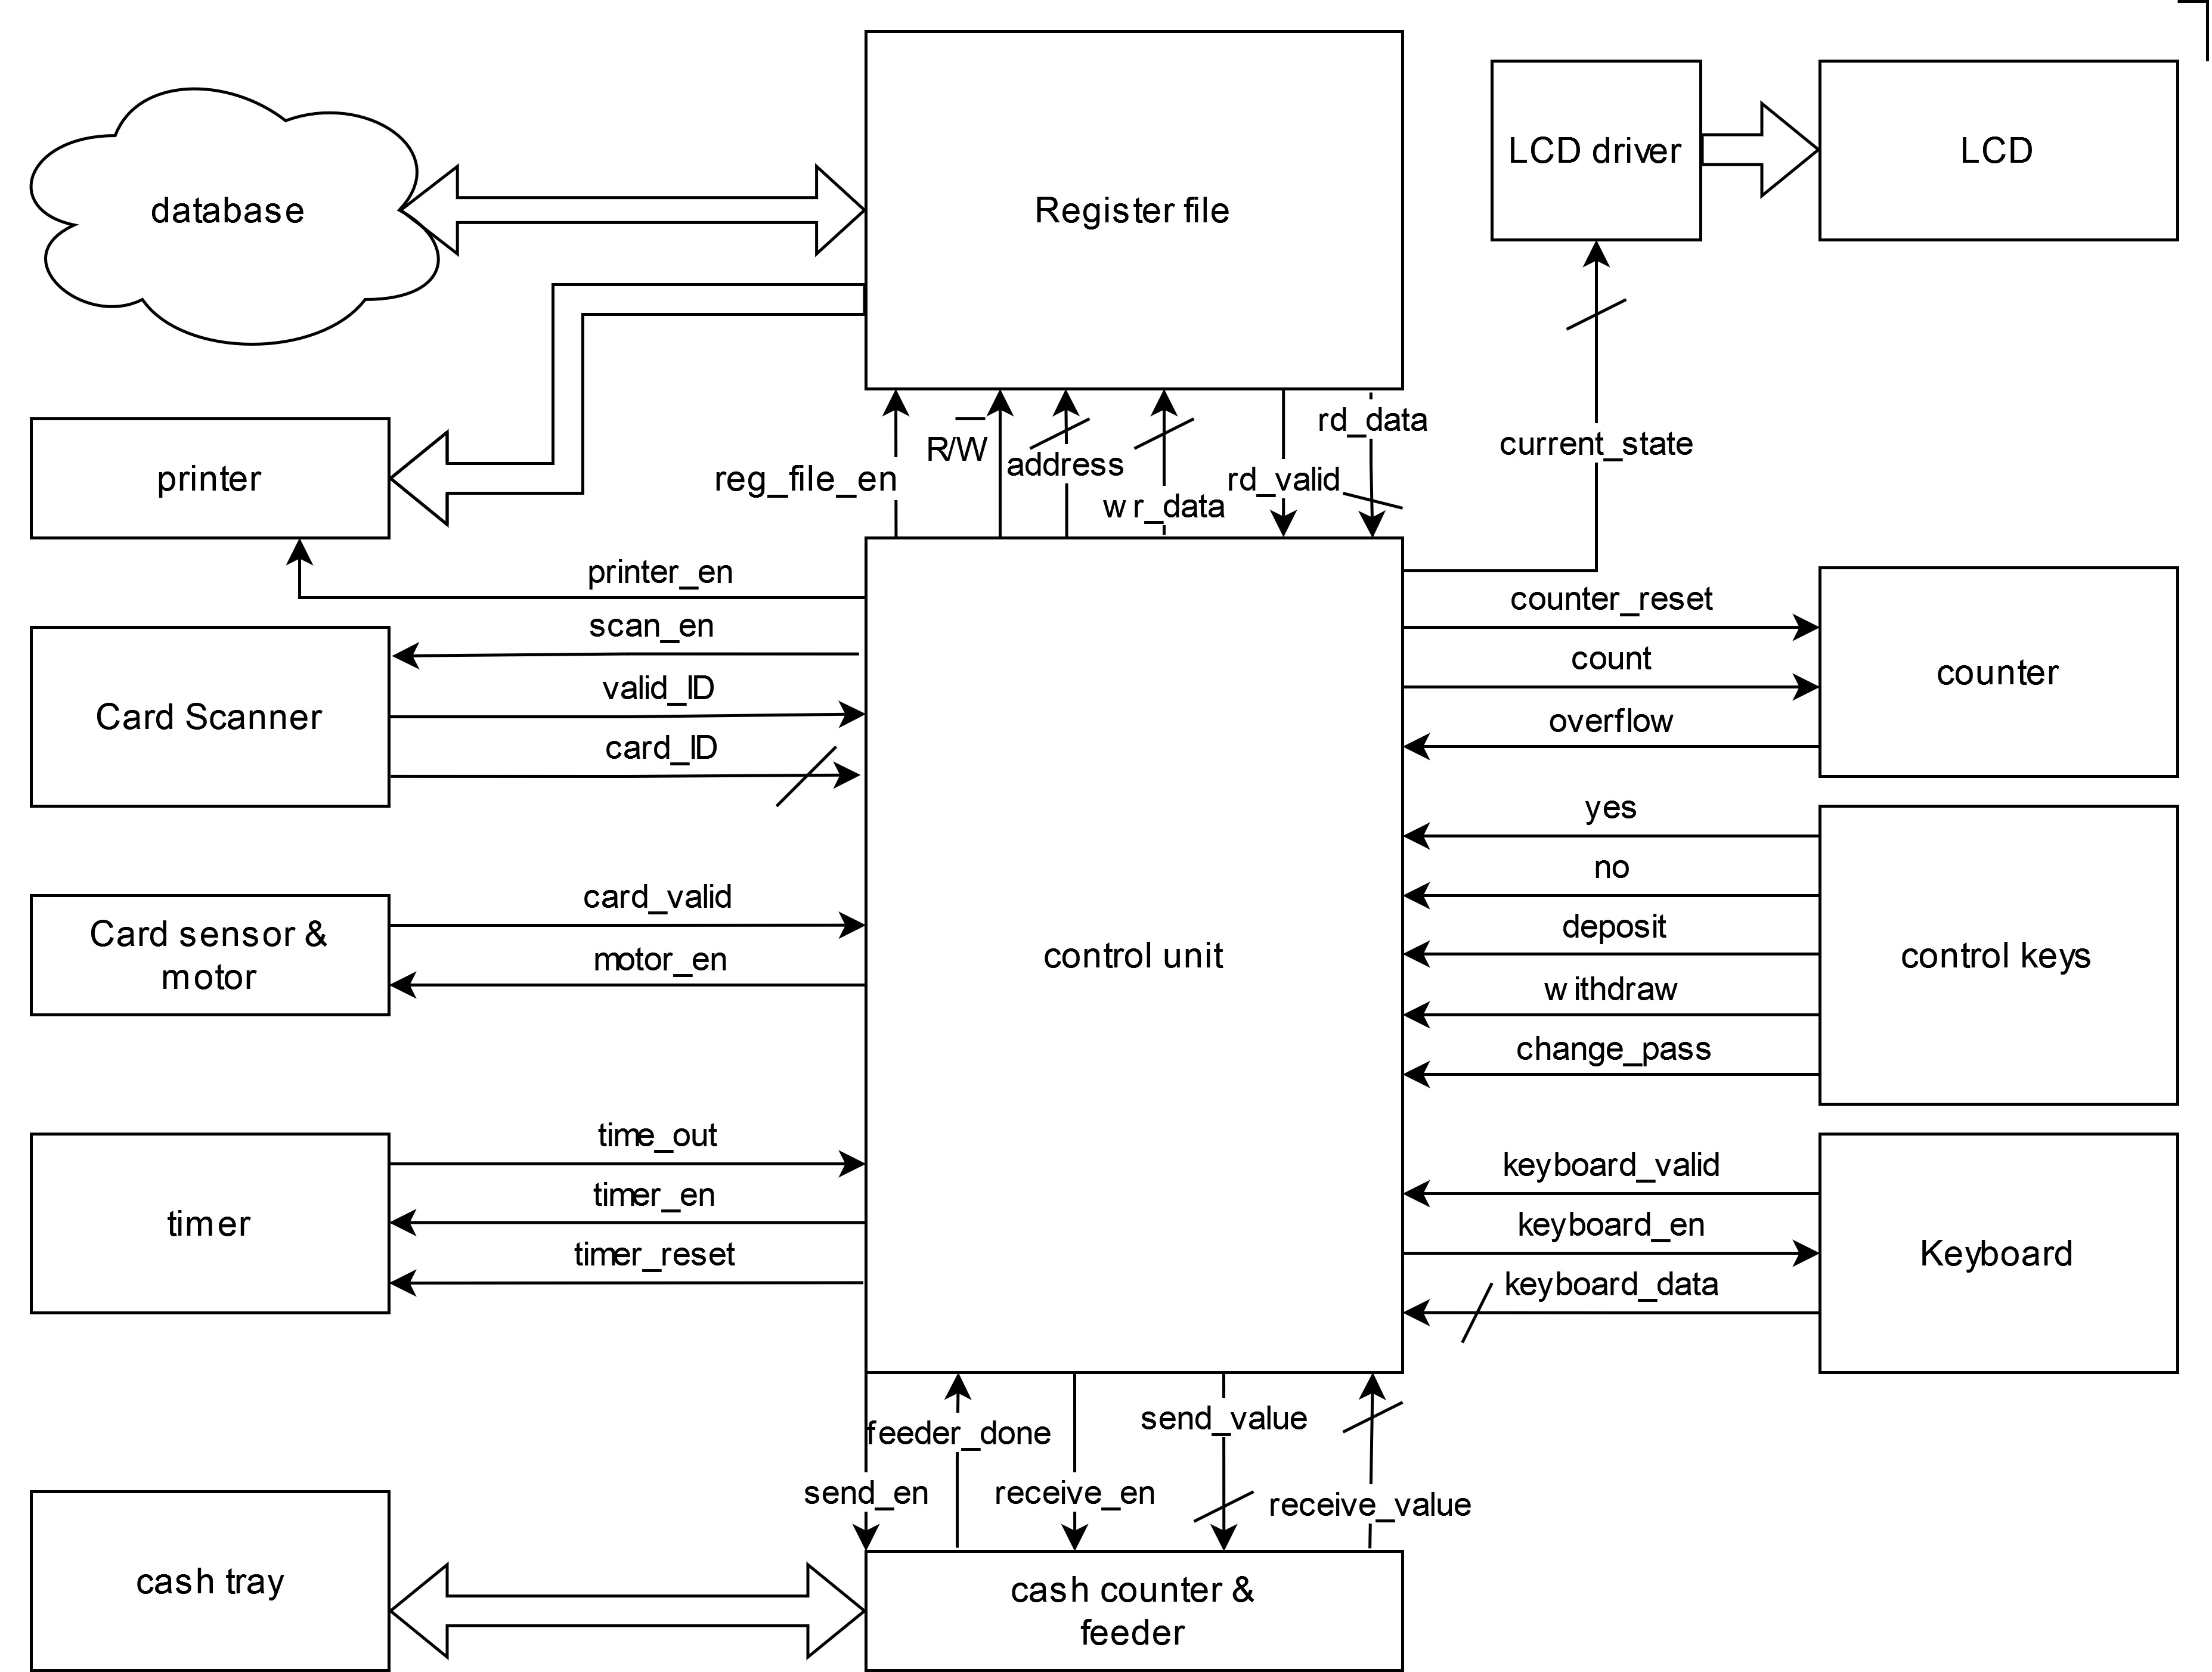 Register file
LCD driver
LCD
database
printer
reg_file_en
R/W
address
wr_data
rd_valid
rd_data
current_state
printer_en
scan_en
valid_ID
card_ID
Card Scanner
counter_reset
count
overflow
counter
card_valid
motor_en
Card sensor &
motor
control unit
yes
no
deposit
withdraw
change_pass
control keys
time_out
timer_en
timer_reset
timer
keyboard_valid
keyboard_en
keyboard_data
Keyboard
feeder_done
send_en
receive_en
send_value
receive_value
cash tray
cash counter &
feeder